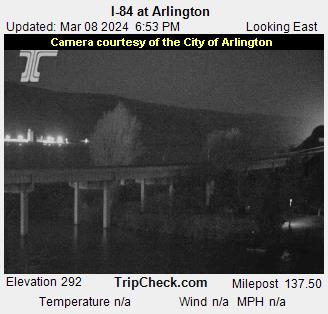 I-84 at Arlington
Updated: Mar 08 2024 6:53 PM Looking East
Camera courtesy of the City of Arlington
Elevation 292 TripCheck.com Milepost 137.50
Temperature n/a Wind n/a MPH n/a